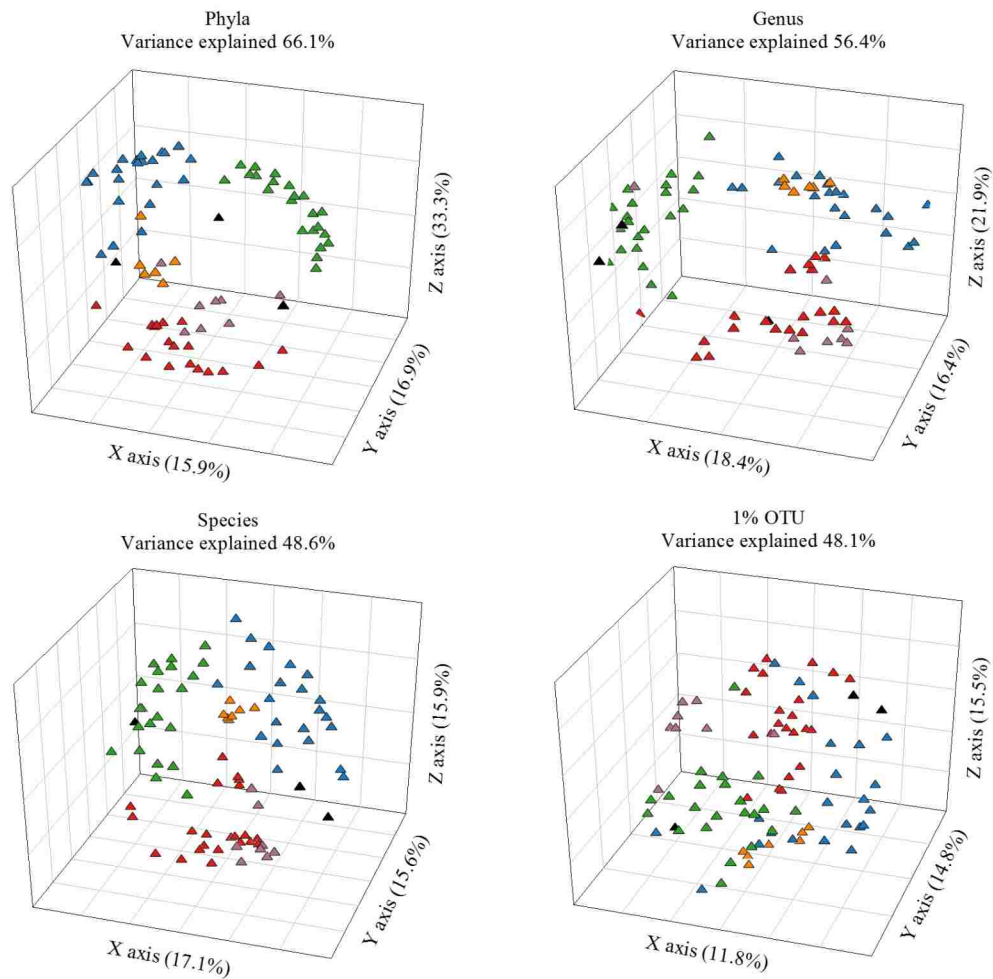 Phyla
Variance explained 66.1%
Z axis (33.3%)
Y axis (16.9%)
X axis (15.9%)
Genus
Variance explained 56.4%
Z axis (21.9%)
Y axis (16.4%)
X axis (18.4%)
Species
Variance explained 48.6%
Z axis (15.9%)
Y axis (15.6%)
X axis (17.1%)
1% OTU
Variance explained 48.1%
Z axis (15.5%)
Y axis (14.8%)
X axis (11.8%)